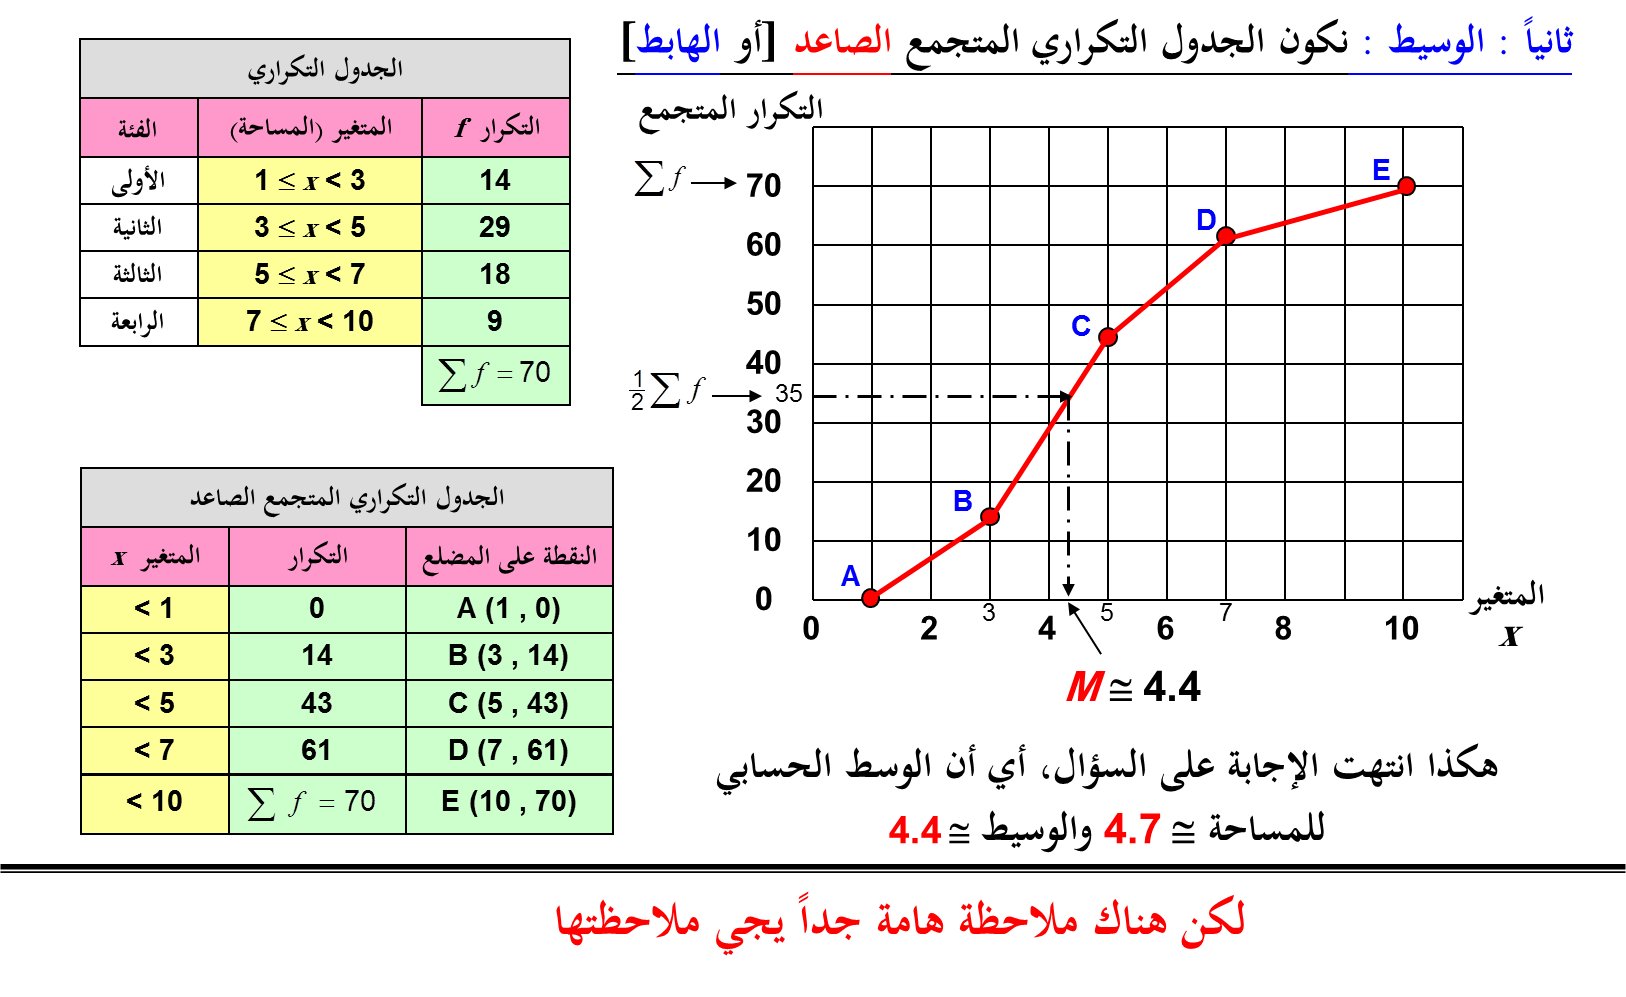 ثانياً : الوسيط : نكون الجدول التكراري المتجمع الصاعد [أو الهابط]
الجدول التكراري
الفئة المتغير (المساحة) التكرار f
الأولى 1 ≤ x < 3 14
الثانية 3 ≤ x < 5 29
الثالثة 5 ≤ x < 7 18
الرابعة 7 ≤ x < 10 9
∑ f = 70
الجدول التكراري المتجمع الصاعد
المتغير x التكرار النقطة على المضلع
< 1 0 A (1 , 0)
< 3 14 B (3 , 14)
< 5 43 C (5 , 43)
< 7 61 D (7 , 61)
< 10 ∑ f = 70 E (10 , 70)
التكرار المتجمع
∑ f 70
60
50
40
½ ∑ f 35
30
20
10
0
A
B
C
D
E
0 2 3 4 5 6 7 8 10
المتغير
x
M ≅ 4.4
هكذا انتهت الإجابة على السؤال، أي أن الوسط الحسابي
للمساحة ≅ 4.7 والوسيط ≅ 4.4
لكن هناك ملاحظة هامة جداً يجي ملاحظتها